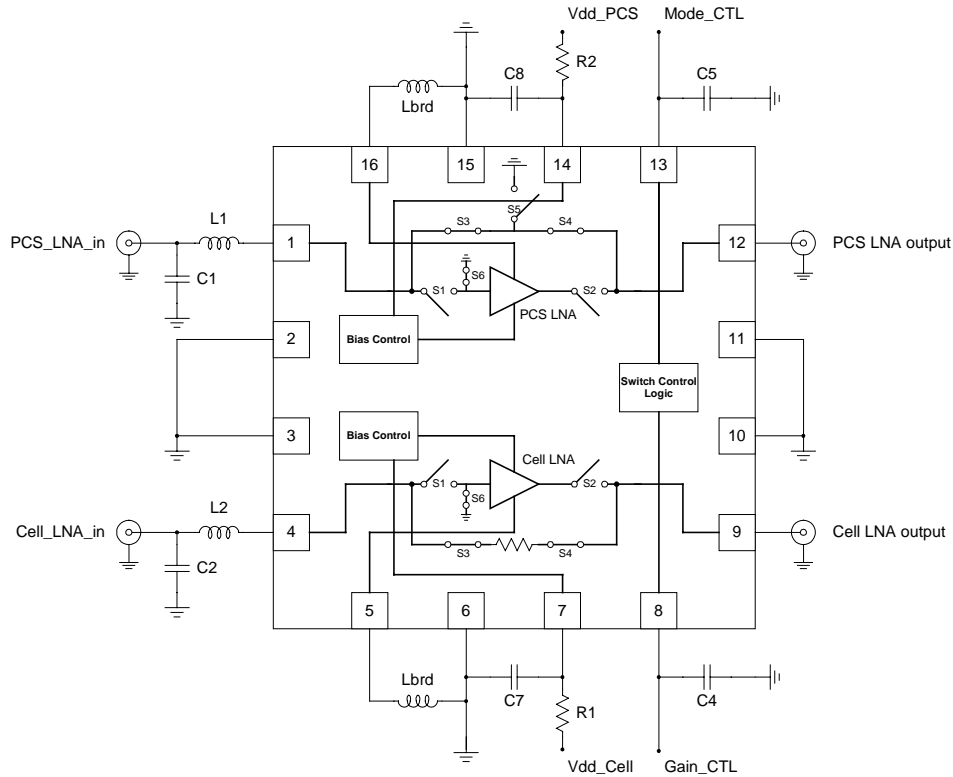 Vdd_PCS Mode_CTL
R2
C8 C5
Lbrd
16 15 14 13
L1
S5
S3 S4
PCS_LNA_in 1 12 PCS LNA output
C1
S6
S1 S2
PCS LNA
2 Bias Control 11
Switch Control
Logic
3 Bias Control 10
Cell LNA
S1 S2
S6
L2
Cell_LNA_in 4 9 Cell LNA output
S3 S4
C2
5 6 7 8
Lbrd
C7 C4
R1
Vdd_Cell Gain_CTL